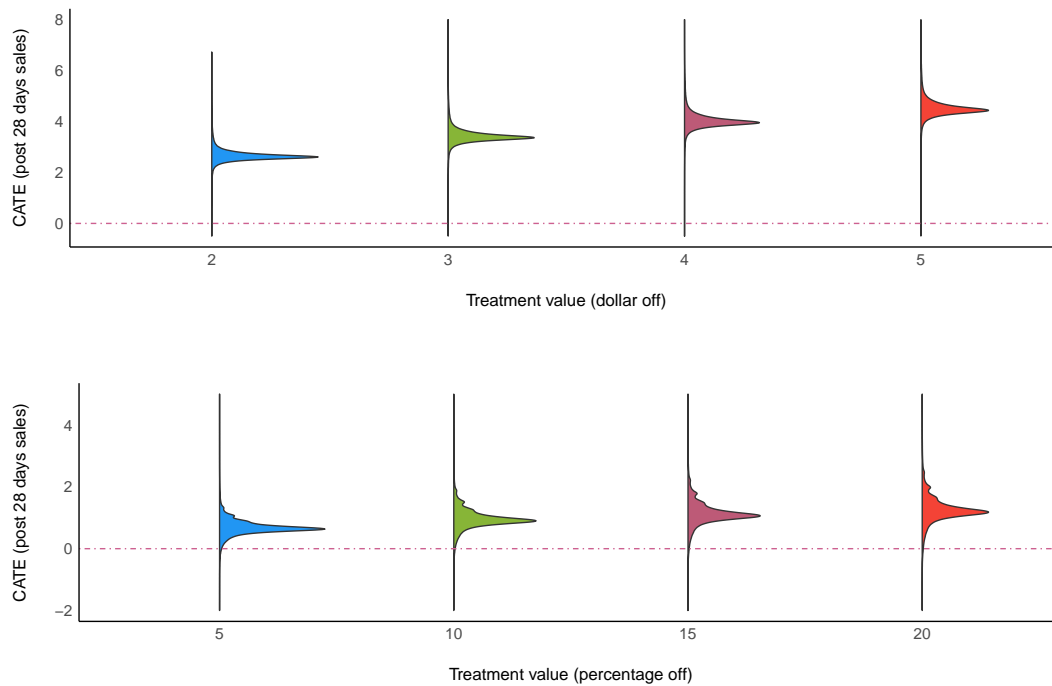 8
6
4
2
0
CATE (post 28 days sales)
2 3 4 5
Treatment value (dollar off)
4
2
0
−2
CATE (post 28 days sales)
5 10 15 20
Treatment value (percentage off)